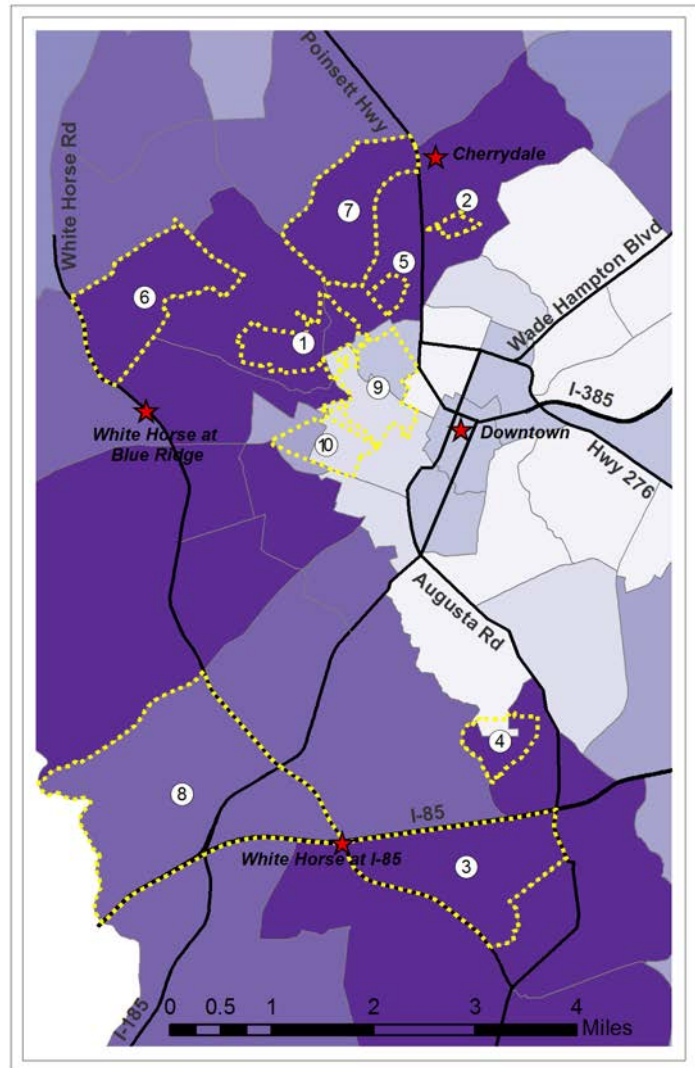 Poinsett Hwy
White Horse Rd
Cherrydale
2
7
Wade Hampton Blvd
5
6
1
9
I-385
White Horse at
Blue Ridge
10
Downtown
Hwy 276
Augusta Rd
4
8
I-85
White Horse at I-85
3
I-185
0 0.5 1 2 3 4
Miles